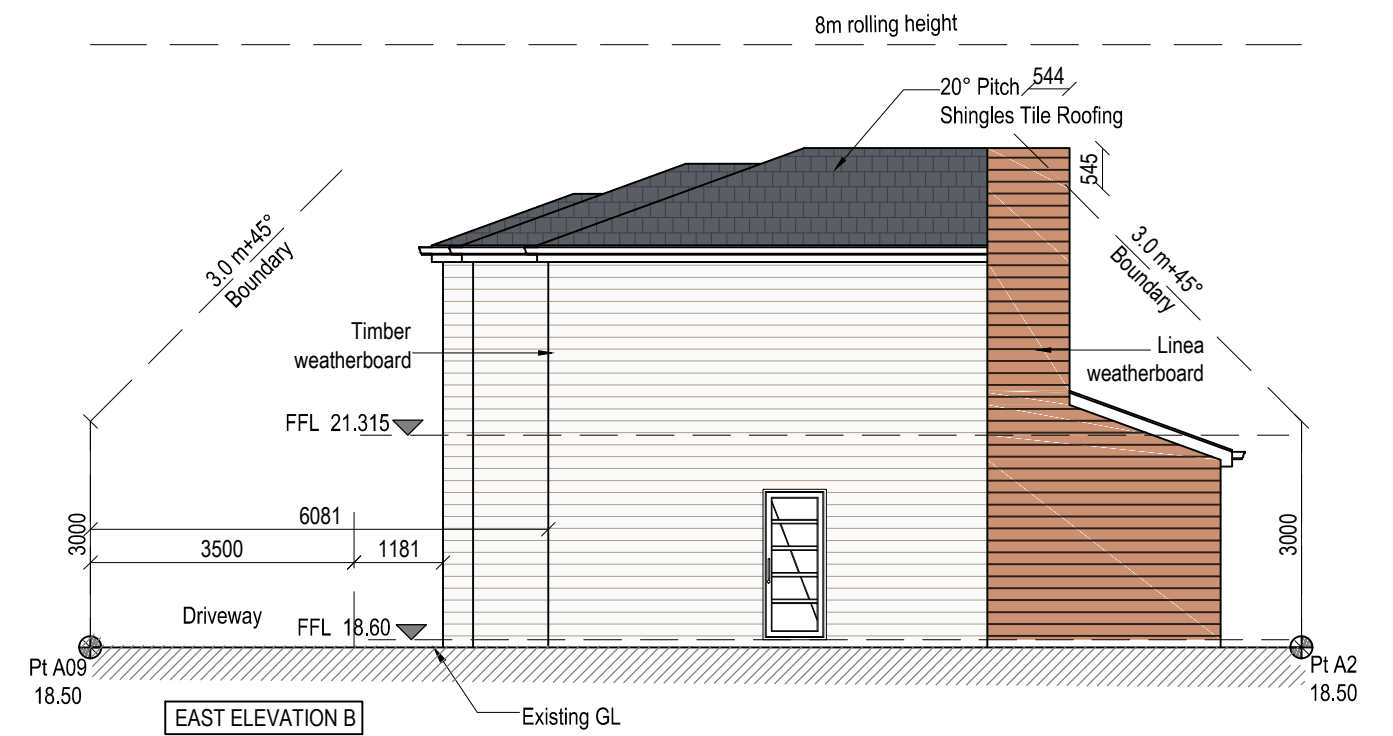 8m rolling height
544
20° Pitch
Shingles Tile Roofing
545
3.0 m+45°
Boundary
3.0 m+45°
Boundary
Timber
weatherboard
Linea
weatherboard
FFL 21.315
6081
3000
3500
1181
3000
Driveway
FFL 18.60
Pt A09
18.50
Pt A2
18.50
EAST ELEVATION B
Existing GL